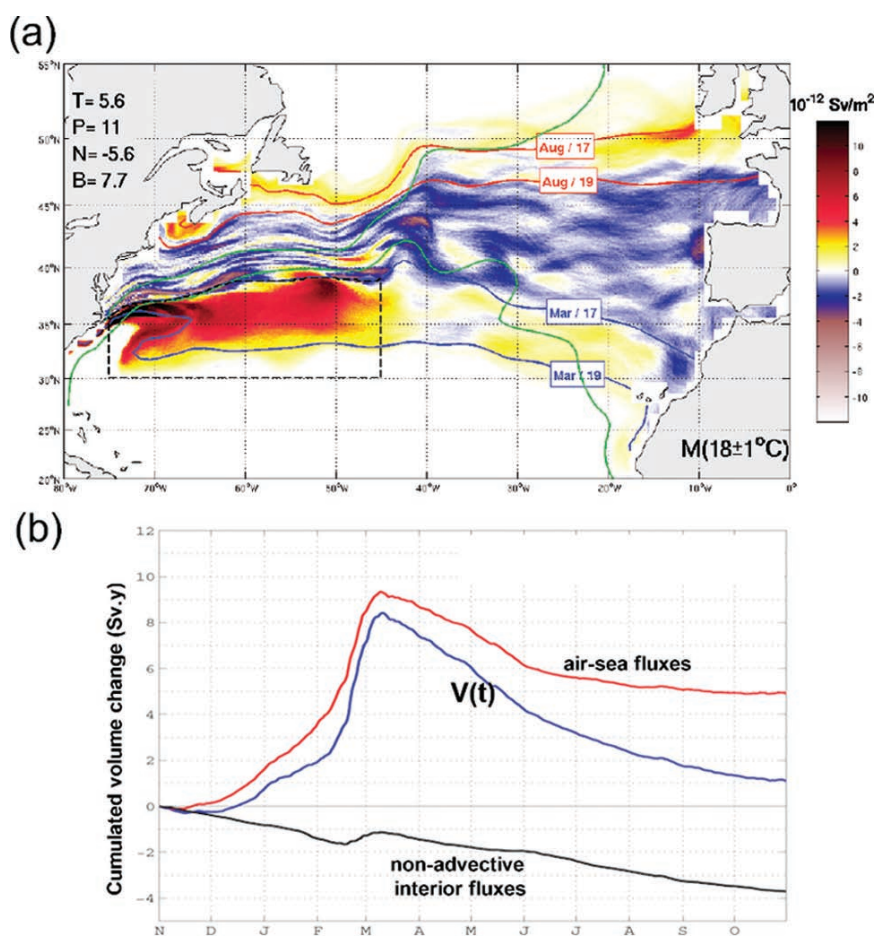 (a)
55°N
50°N
45°N
40°N
35°N
30°N
25°N
20°N
80°W 70°W 60°W 50°W 40°W 30°W 20°W 10°W 0°
T= 5.6
P= 11
N= -5.6
B= 7.7
Aug / 17
Aug / 19
Mar / 17
Mar / 19
M(18±1°C)
10⁻¹² Sv/m²
10
8
6
4
2
0
-2
-4
-6
-8
-10
(b)
Cumulated volume change (Sv.y)
12
10
8
6
4
2
0
-2
-4
air-sea fluxes
V(t)
non-advective
interior fluxes
N D J F M A M J J A S O